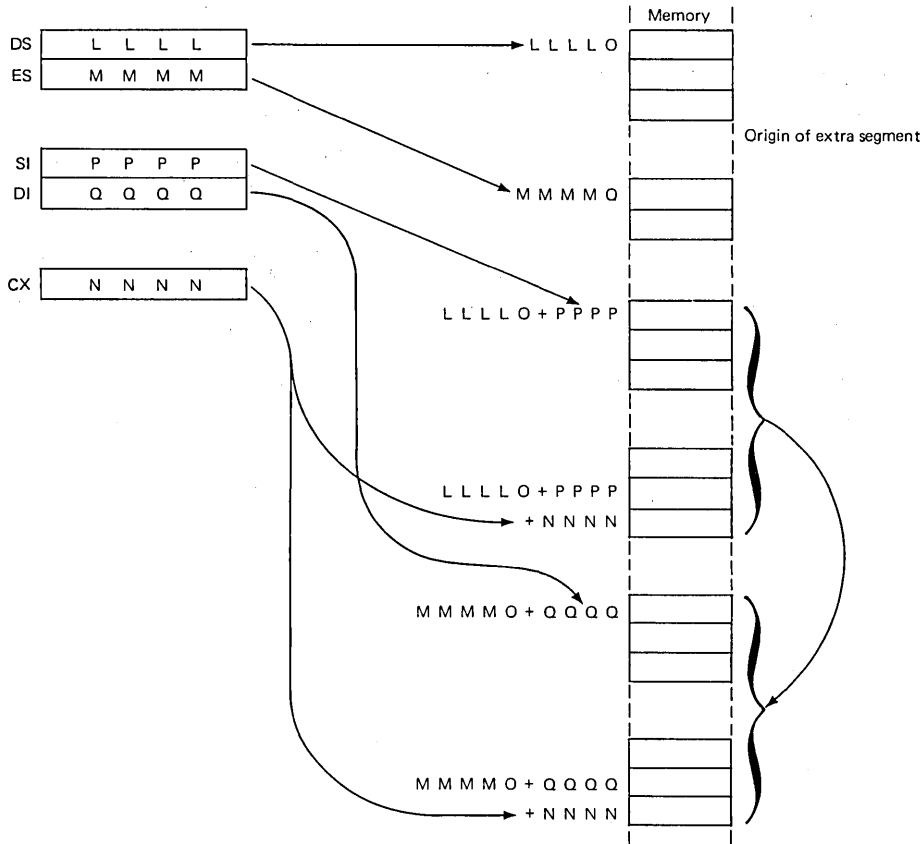 Memory
DS L L L L
L L L L O
ES M M M M
Origin of extra segment
SI P P P P
DI Q Q Q Q
M M M M Q
CX N N N N
L L L L O + P P P P
L L L L O + P P P P
+ N N N N
M M M M O + Q Q Q Q
M M M M O + Q Q Q Q
+ N N N N